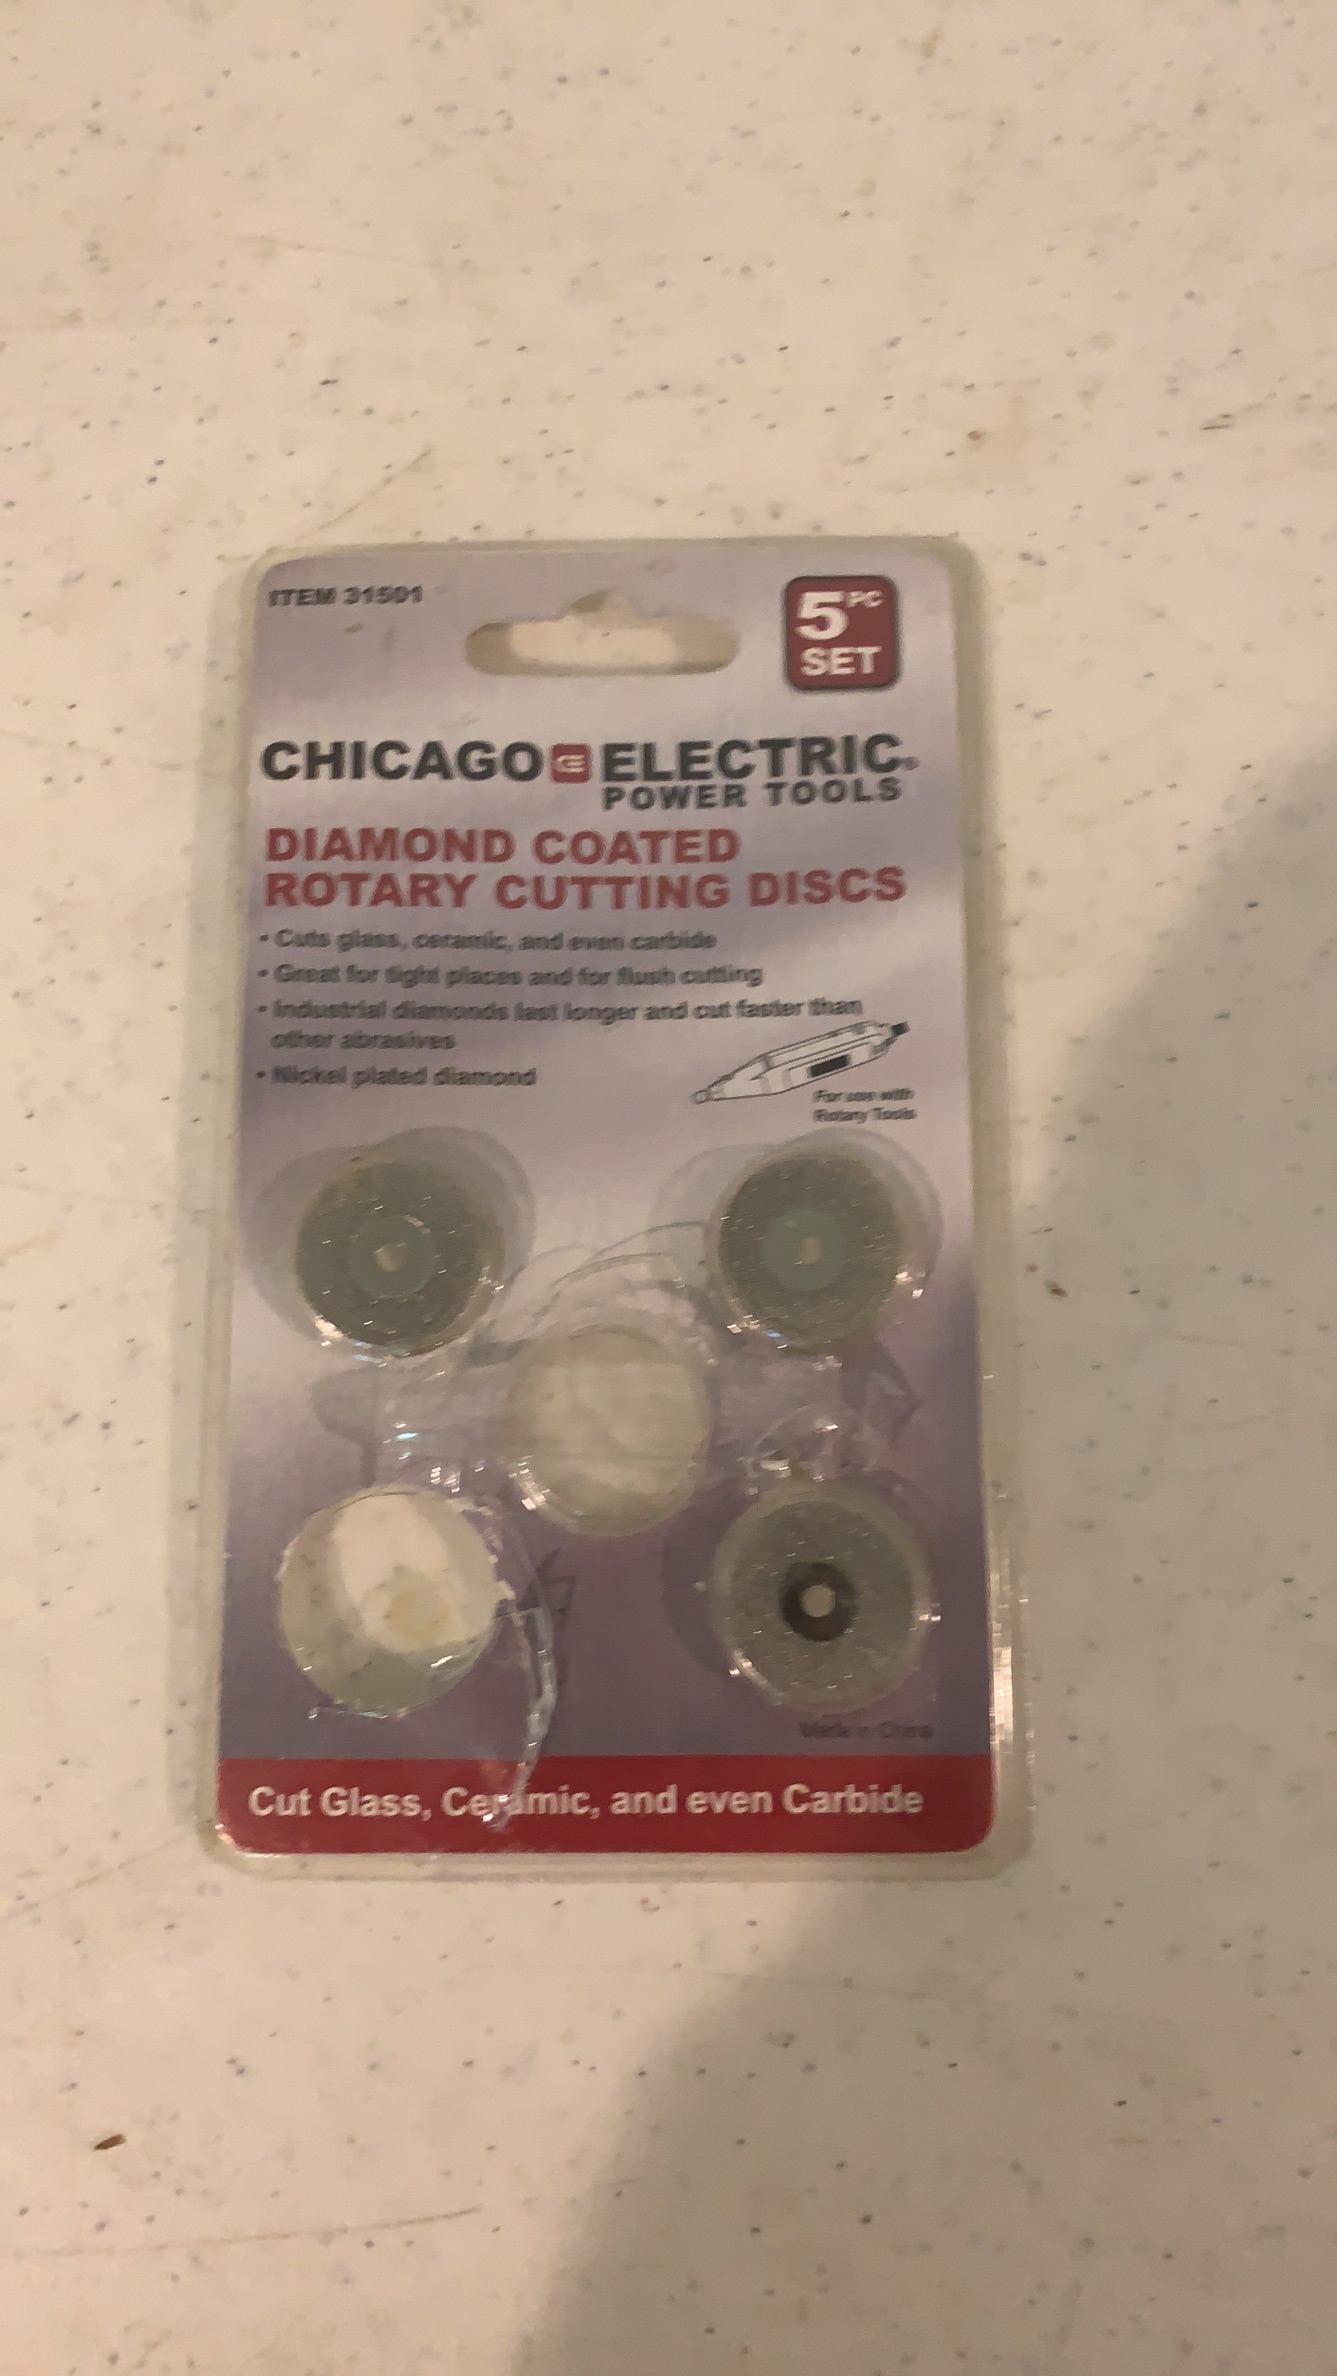 ITEM 31501
5 PC
SET
CHICAGO CE ELECTRIC®
POWER TOOLS
DIAMOND COATED
ROTARY CUTTING DISCS
• Cuts glass, ceramic, and even carbide
• Great for tight places and for flush cutting
• Industrial diamonds last longer and cut faster than
other abrasives
• Nickel plated diamond
For use with
Rotary Tools
Made in China
Cut Glass, Ceramic, and even Carbide